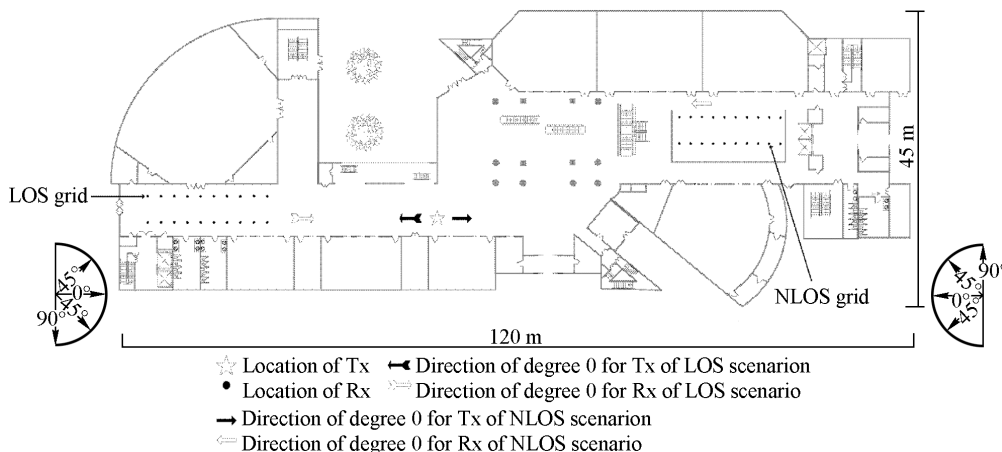 LOS grid
45 m
45°
0°
45°
90°
90°
45°
0°
45°
NLOS grid
120 m
Location of Tx
Direction of degree 0 for Tx of LOS scenarion
Location of Rx
Direction of degree 0 for Rx of LOS scenario
Direction of degree 0 for Tx of NLOS scenarion
Direction of degree 0 for Rx of NLOS scenario